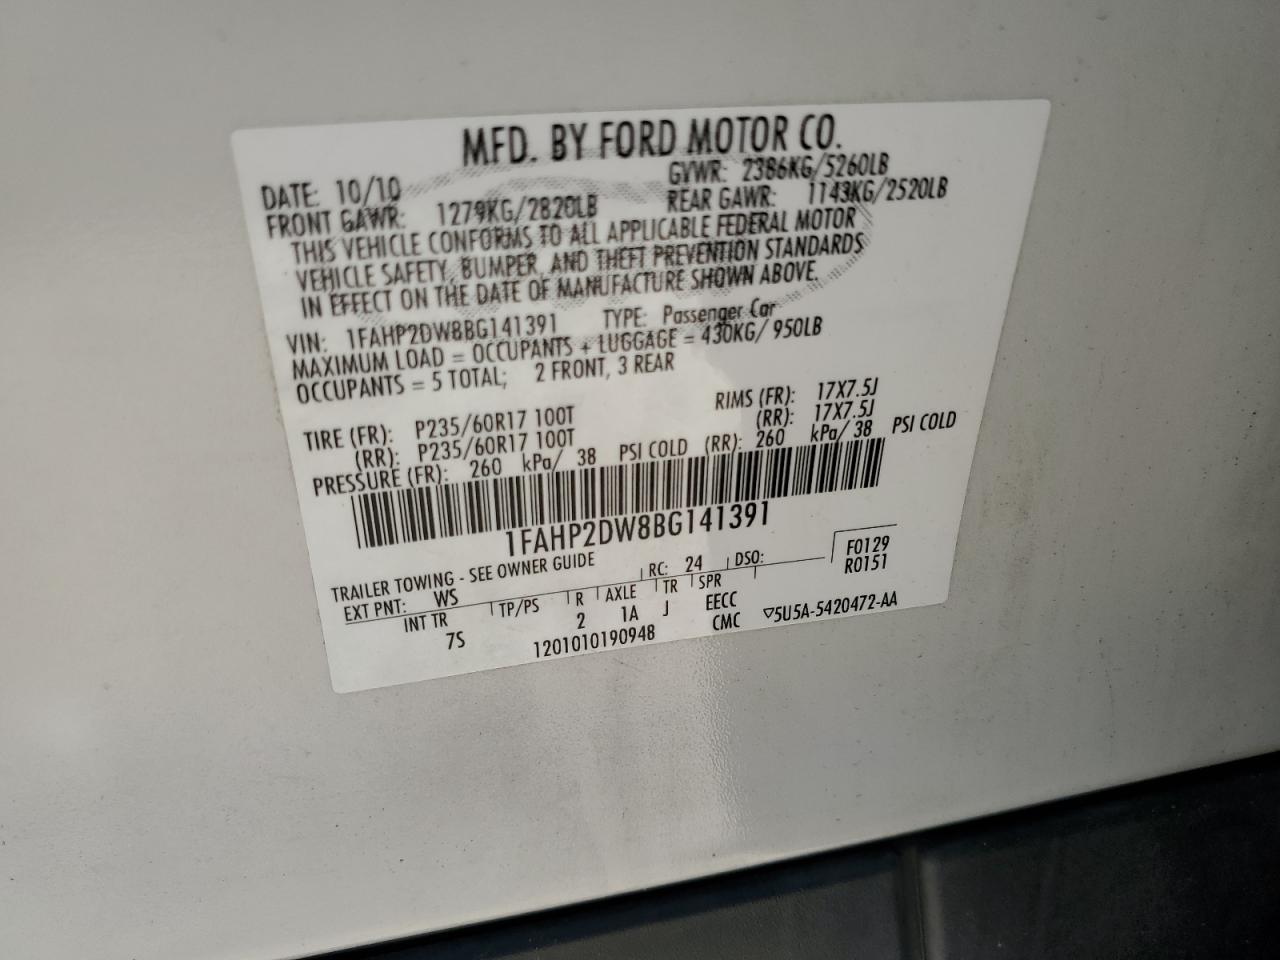 MFD. BY FORD MOTOR CO.
DATE: 10/10 GVWR: 2386KG/5260LB
FRONT GAWR: 1279KG/2820LB REAR GAWR: 1143KG/2520LB
THIS VEHICLE CONFORMS TO ALL APPLICABLE FEDERAL MOTOR
VEHICLE SAFETY, BUMPER, AND THEFT PREVENTION STANDARDS
IN EFFECT ON THE DATE OF MANUFACTURE SHOWN ABOVE.
VIN: 1FAHP2DW8BG141391 TYPE: Passenger Car
MAXIMUM LOAD = OCCUPANTS + LUGGAGE = 430KG/ 950LB
OCCUPANTS = 5 TOTAL; 2 FRONT, 3 REAR
TIRE (FR): P235/60R17 100T RIMS (FR): 17X7.5J
(RR): P235/60R17 100T (RR): 17X7.5J
PRESSURE (FR): 260 kPa/ 38 PSI COLD (RR): 260 kPa/ 38 PSI COLD
1FAHP2DW8BG141391
TRAILER TOWING - SEE OWNER GUIDE
EXT PNT: WS RC: 24 DSO: F0129
R0151
INT TR TP/PS R AXLE TR SPR
7S 2 1A J EECC
1201010190948 CMC ▽5U5A-5420472-AA